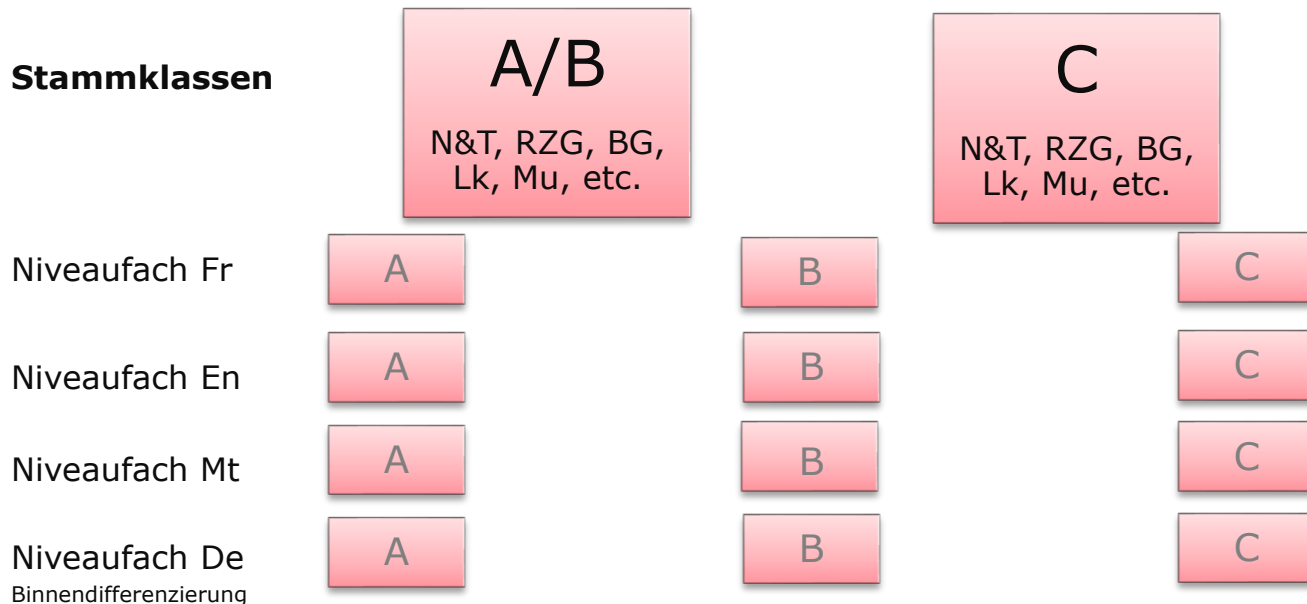 Stammklassen
A/B
N&T, RZG, BG,
Lk, Mu, etc.
C
N&T, RZG, BG,
Lk, Mu, etc.
Niveaufach Fr
A
B
C
Niveaufach En
A
B
C
Niveaufach Mt
A
B
C
Niveaufach De
A
B
C
Binnendifferenzierung